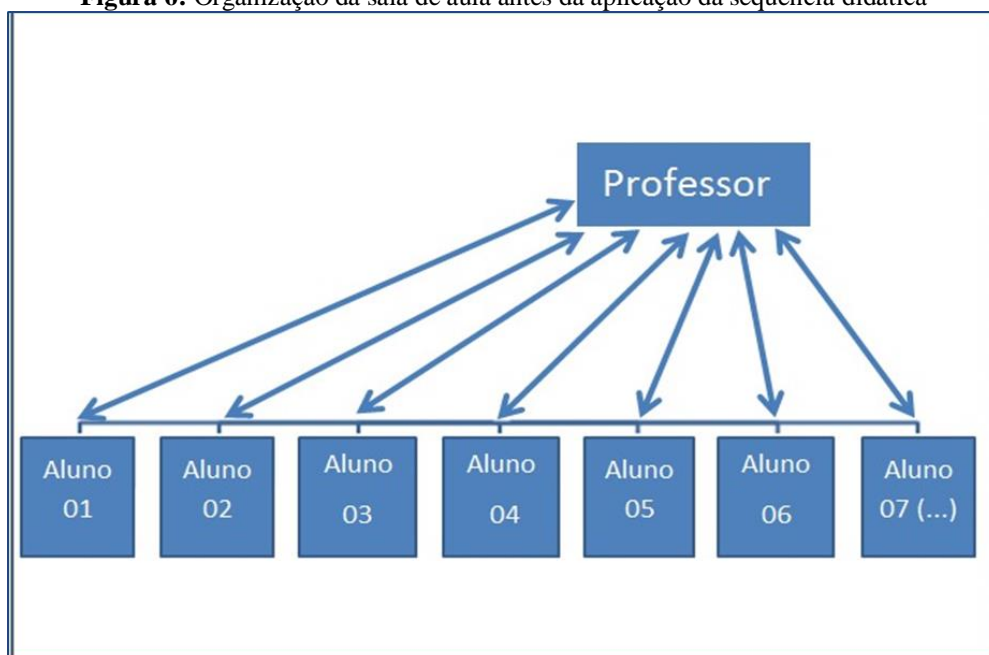 Figura 6: Organização da sala de aula antes da aplicação da sequência didática
Professor
Aluno
01
Aluno
02
Aluno
03
Aluno
04
Aluno
05
Aluno
06
Aluno
07 (...)